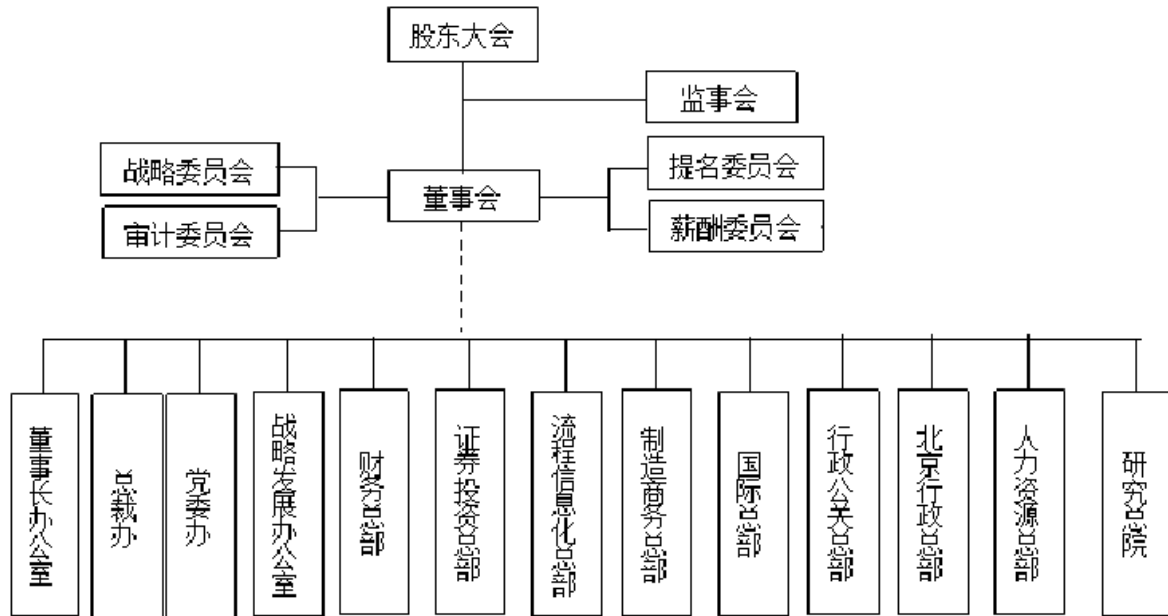 股东大会
监事会
战略委员会
提名委员会
董事会
审计委员会
薪酬委员会
董事长办公室
总裁办
党委办
战略发展办公室
财务总部
证券投资总部
流程信息化总部
制造商务总部
国际总部
行政公关总部
北京行政总部
人力资源总部
研究总院